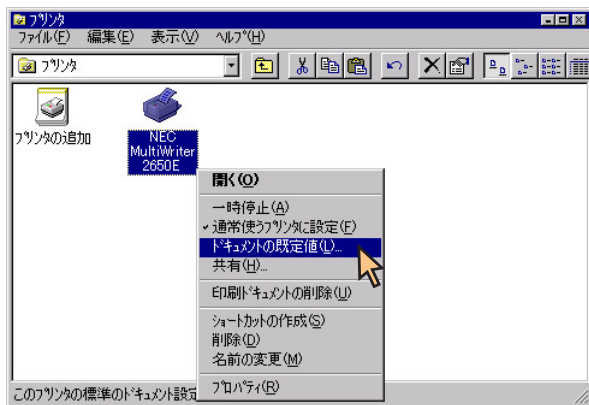 プリンタ
ファイル(F) 編集(E) 表示(V) ヘルプ(H)
プリンタ
プリンタの追加
NEC
MultiWriter
2650E
開く(O)
一時停止(A)
通常使うプリンタに設定(F)
ドキュメントの既定値(L)...
共有(H)...
印刷ドキュメントの削除(U)
ショートカットの作成(S)
削除(D)
名前の変更(M)
プロパティ(R)
このプリンタの標準のドキュメント設定